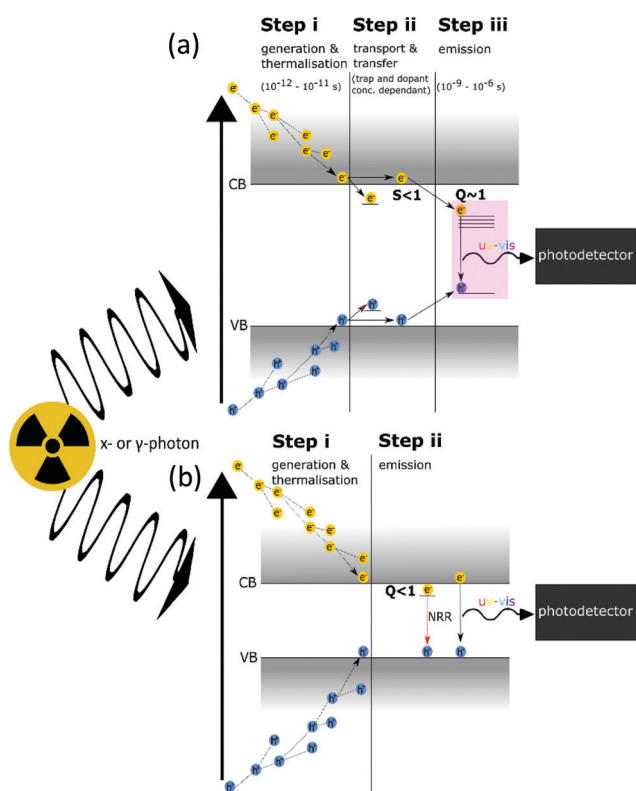 (a)
Step i
Step ii
Step iii
generation &
thermalisation
transport &
transfer
emission
(10⁻¹² - 10⁻¹¹ s)
(trap and dopant
conc. dependant)
(10⁻⁹ - 10⁻⁶ s)
e⁻
e⁻
e⁻
e⁻
e⁻
e⁻
e⁻
e⁻
e⁻
CB
e⁻
S<1
Q~1
e⁻
uv-vis
photodetector
h⁺
h⁺
VB
h⁺
h⁺
h⁺
h⁺
h⁺
h⁺
h⁺
h⁺
h⁺
x- or γ-photon
(b)
Step i
Step ii
generation &
thermalisation
emission
e⁻
e⁻
e⁻
e⁻
e⁻
e⁻
e⁻
e⁻
e⁻
e⁻
e⁻
CB
Q<1
e⁻
uv-vis
photodetector
NRR
VB
h⁺
h⁺
h⁺
h⁺
h⁺
h⁺
h⁺
h⁺
h⁺
h⁺
h⁺